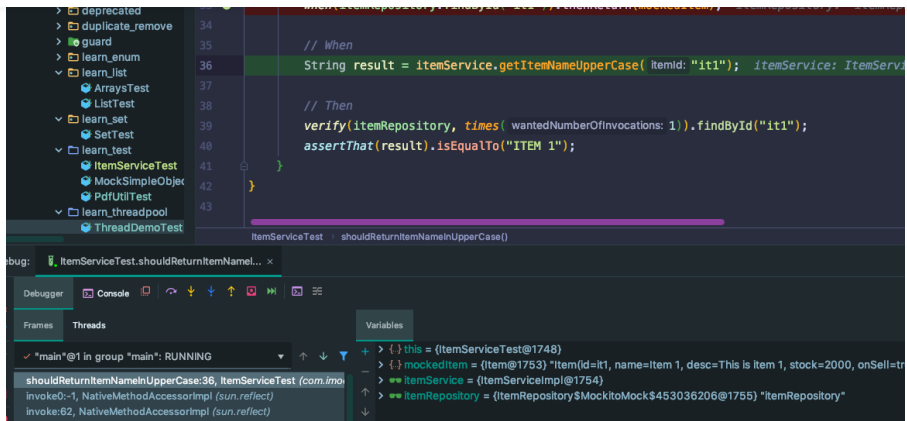 deprecated
duplicate_remove
guard
learn_enum
learn_list
ArraysTest
ListTest
learn_set
SetTest
learn_test
ItemServiceTest
MockSimpleObjec
PdfUtilTest
learn_threadpool
ThreadDemoTest
34
35 // When
36 String result = itemService.getItemNameUpperCase( itemId: "it1"); itemService: ItemServi
37
38 // Then
39 verify(itemRepository, times( wantedNumberOfInvocations: 1)).findById("it1");
40 assertThat(result).isEqualTo("ITEM 1");
41 }
42 }
43
ItemServiceTest › shouldReturnItemNameInUpperCase()
ebug: ItemServiceTest.shouldReturnItemNameI... ×
Debugger Console
Frames Threads
Variables
"main"@1 in group "main": RUNNING
shouldReturnItemNameInUpperCase:36, ItemServiceTest (com.imo
invoke0:-1, NativeMethodAccessorImpl (sun.reflect)
invoke:62, NativeMethodAccessorImpl (sun.reflect)
this = {ItemServiceTest@1748}
mockedItem = {Item@1753} "Item(id=it1, name=Item 1, desc=This is item 1, stock=2000, onSell=tr
itemService = {ItemServiceImpl@1754}
itemRepository = {ItemRepository$MockitoMock$453036206@1755} "itemRepository"